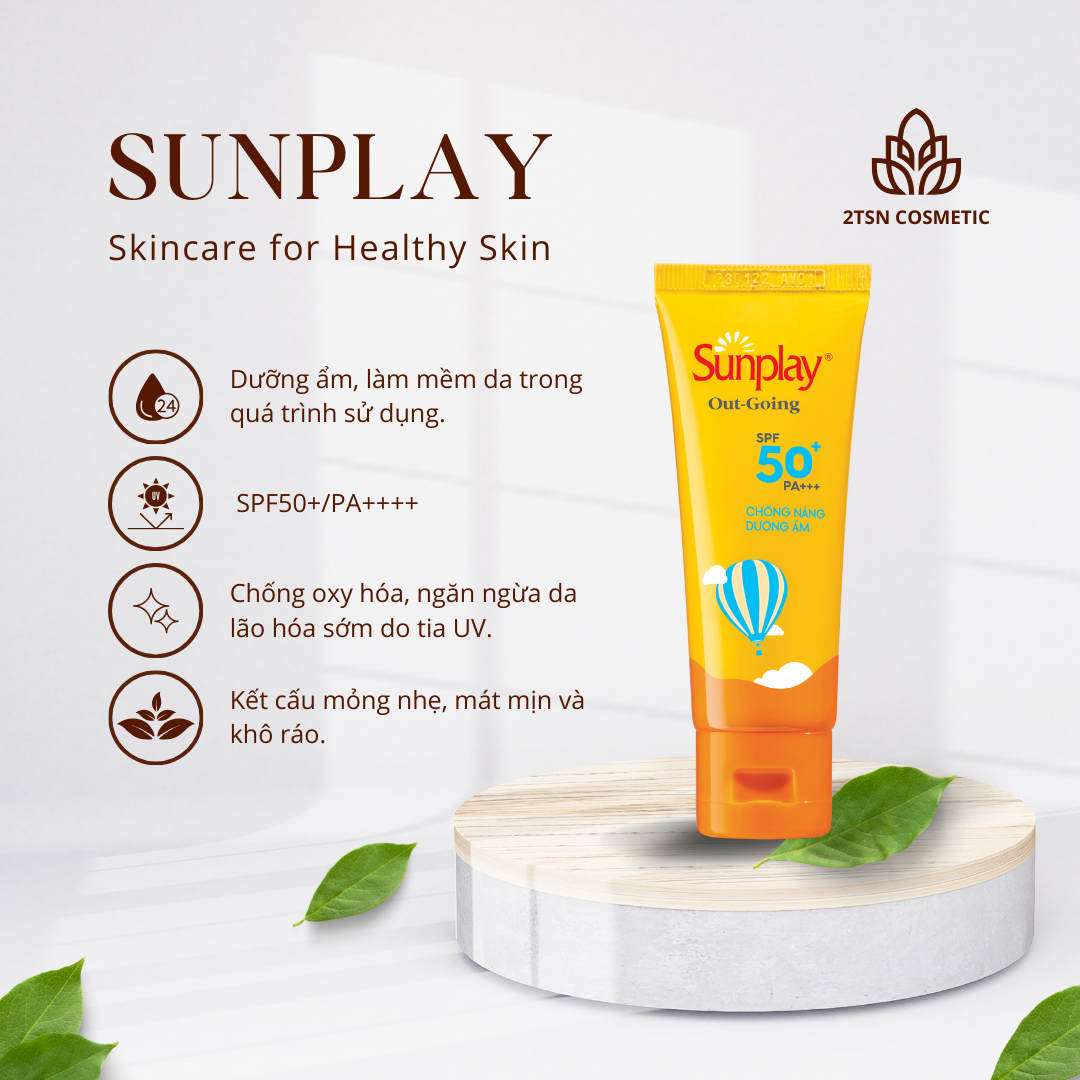 SUNPLAY
Skincare for Healthy Skin
2TSN COSMETIC
24
Dưỡng ẩm, làm mềm da trong
quá trình sử dụng.
UV
SPF50+/PA++++
Chống oxy hóa, ngăn ngừa da
lão hóa sớm do tia UV.
Kết cấu mỏng nhẹ, mát mịn và
khô ráo.
Sunplay®
Out-Going
SPF
50+
PA+++
CHỐNG NẮNG
DƯỠNG ẨM